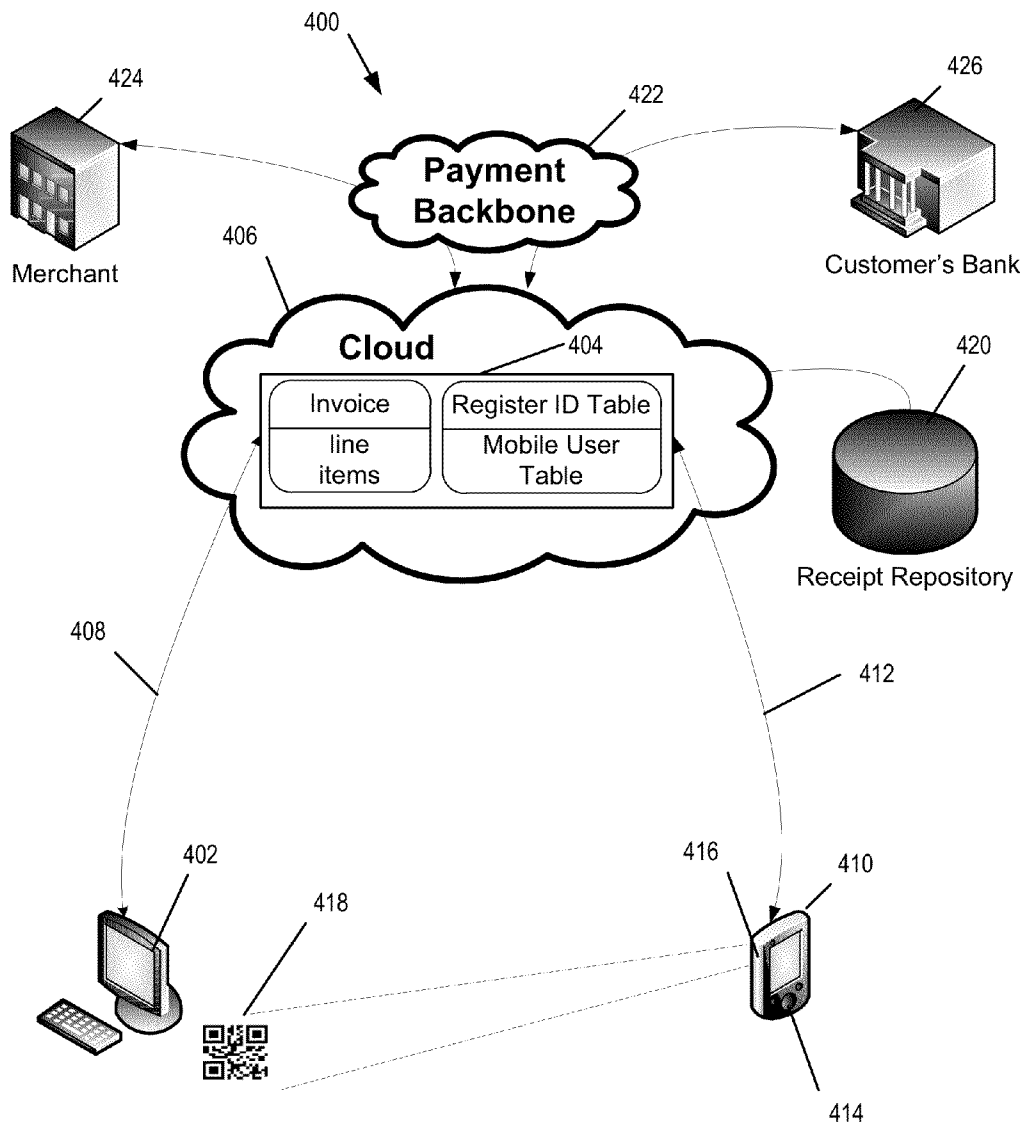 400
424
422
426
Payment
Backbone
Merchant
Customer's Bank
406
Cloud
404
420
Invoice
Register ID Table
line
items
Mobile User
Table
Receipt Repository
408
412
402
418
416
410
414